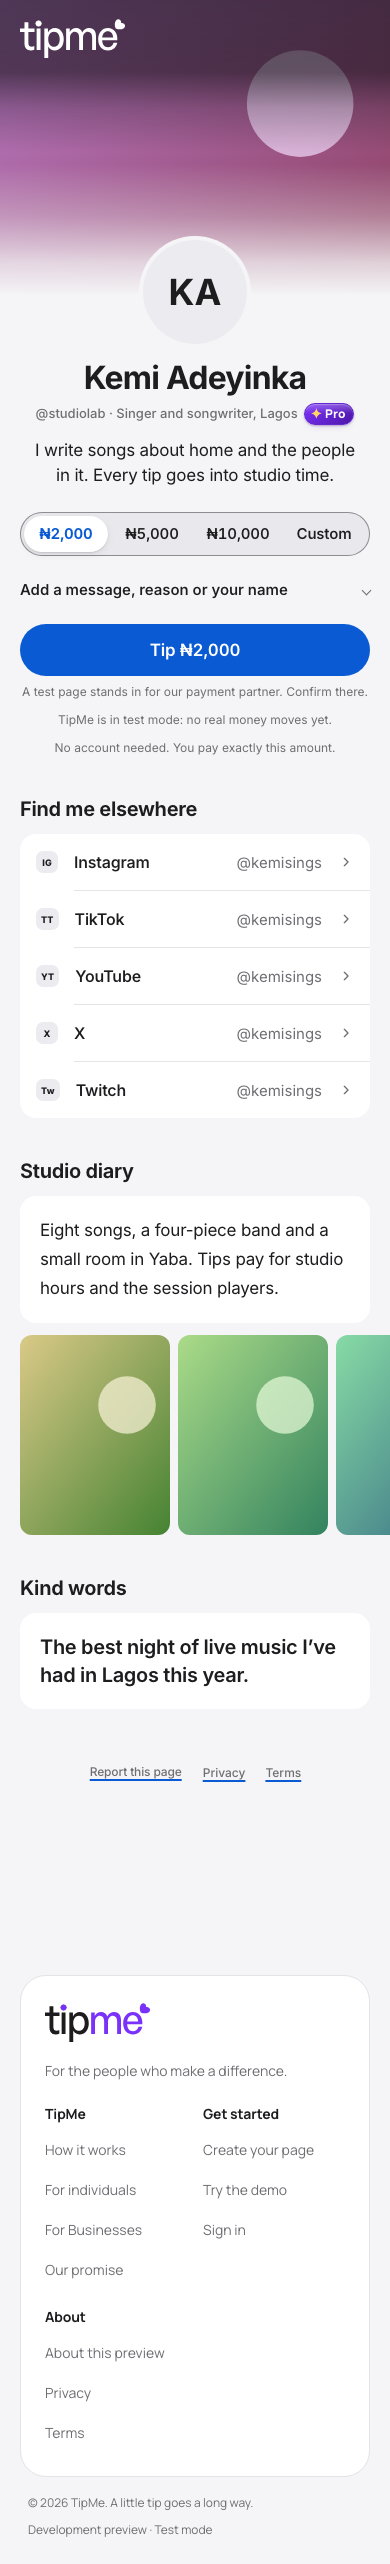 tipme
KA
Kemi Adeyinka
@studiolab · Singer and songwriter, Lagos ✦ Pro
I write songs about home and the people
in it. Every tip goes into studio time.
₦2,000 ₦5,000 ₦10,000 Custom
Add a message, reason or your name
Tip ₦2,000
A test page stands in for our payment partner. Confirm there.
TipMe is in test mode: no real money moves yet.
No account needed. You pay exactly this amount.
Find me elsewhere
IG Instagram @kemisings
TT TikTok @kemisings
YT YouTube @kemisings
X X @kemisings
Tw Twitch @kemisings
Studio diary
Eight songs, a four-piece band and a
small room in Yaba. Tips pay for studio
hours and the session players.
Kind words
The best night of live music I’ve
had in Lagos this year.
Report this page Privacy Terms
tipme
For the people who make a difference.
TipMe
How it works
For individuals
For Businesses
Our promise
Get started
Create your page
Try the demo
Sign in
About
About this preview
Privacy
Terms
© 2026 TipMe. A little tip goes a long way.
Development preview · Test mode